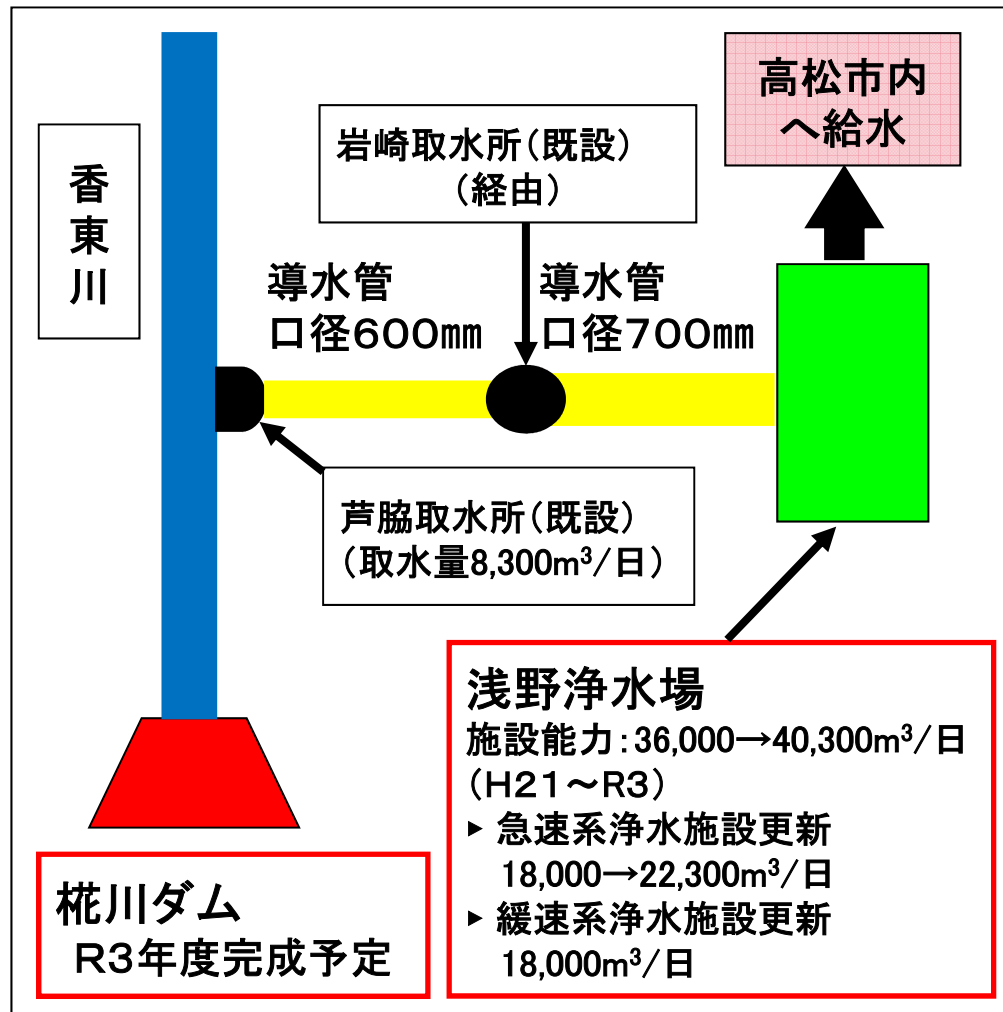 香東川
岩崎取水所(既設)
(経由)
高松市内
へ給水
導水管
口径600㎜
導水管
口径700㎜
芦脇取水所(既設)
(取水量8,300m³/日)
浅野浄水場
施設能力:36,000→40,300m³/日
(H21~R3)
▸ 急速系浄水施設更新
18,000→22,300m³/日
▸ 緩速系浄水施設更新
18,000m³/日
椛川ダム
R3年度完成予定